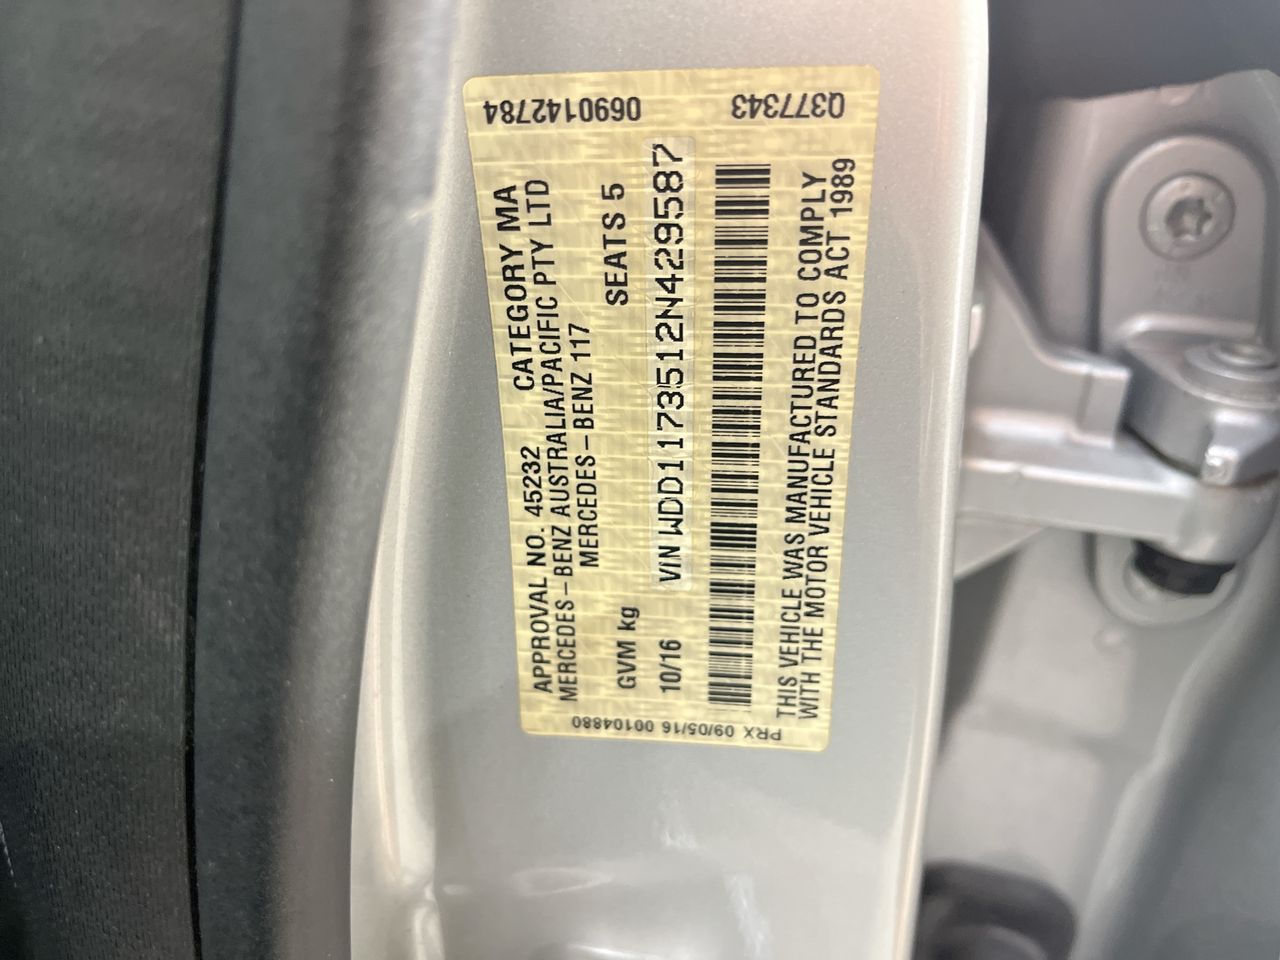 APPROVAL NO. 45232 CATEGORY MA
MERCEDES-BENZ AUSTRALIA/PACIFIC PTY LTD
MERCEDES-BENZ 117
GVM kg SEATS 5
10/16 VIN WDD1173512N429587
THIS VEHICLE WAS MANUFACTURED TO COMPLY
WITH THE MOTOR VEHICLE STANDARDS ACT 1989
0690142784 Q377343
PRX 09/05/16 00104880